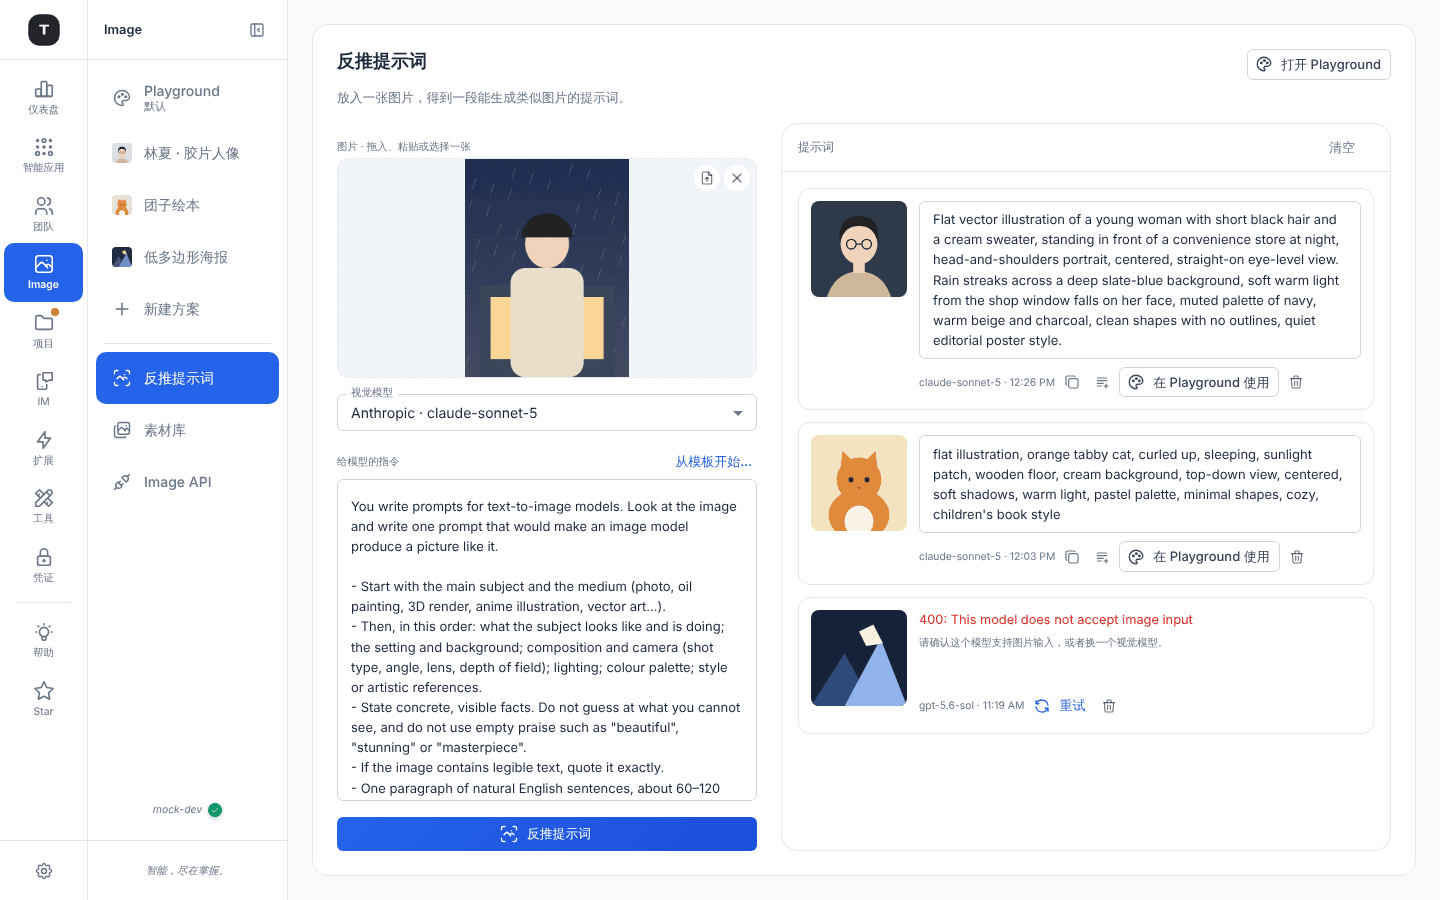 T
Image
仪表盘
智能应用
团队
Image
项目
IM
扩展
工具
凭证
帮助
Star
Playground
默认
林夏 · 胶片人像
团子绘本
低多边形海报
新建方案
反推提示词
素材库
Image API
mock-dev
智能，尽在掌握。
反推提示词
打开 Playground
放入一张图片，得到一段能生成类似图片的提示词。
图片 · 拖入、粘贴或选择一张
视觉模型
Anthropic · claude-sonnet-5
给模型的指令
从模板开始...
You write prompts for text-to-image models. Look at the image
and write one prompt that would make an image model
produce a picture like it.
- Start with the main subject and the medium (photo, oil
painting, 3D render, anime illustration, vector art...).
- Then, in this order: what the subject looks like and is doing;
the setting and background; composition and camera (shot
type, angle, lens, depth of field); lighting; colour palette; style
or artistic references.
- State concrete, visible facts. Do not guess at what you cannot
see, and do not use empty praise such as "beautiful",
"stunning" or "masterpiece".
- If the image contains legible text, quote it exactly.
- One paragraph of natural English sentences, about 60–120
反推提示词
提示词
清空
Flat vector illustration of a young woman with short black hair and
a cream sweater, standing in front of a convenience store at night,
head-and-shoulders portrait, centered, straight-on eye-level view.
Rain streaks across a deep slate-blue background, soft warm light
from the shop window falls on her face, muted palette of navy,
warm beige and charcoal, clean shapes with no outlines, quiet
editorial poster style.
claude-sonnet-5 · 12:26 PM
在 Playground 使用
flat illustration, orange tabby cat, curled up, sleeping, sunlight
patch, wooden floor, cream background, top-down view, centered,
soft shadows, warm light, pastel palette, minimal shapes, cozy,
children's book style
claude-sonnet-5 · 12:03 PM
在 Playground 使用
400: This model does not accept image input
请确认这个模型支持图片输入，或者换一个视觉模型。
gpt-5.6-sol · 11:19 AM
重试